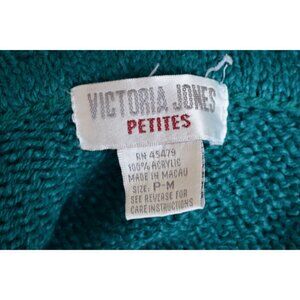 VICTORIA JONES
PETITES
RN 45479
100% ACRYLIC
MADE IN MACAU
SIZE: P-M
SEE REVERSE FOR
CARE INSTRUCTIONS